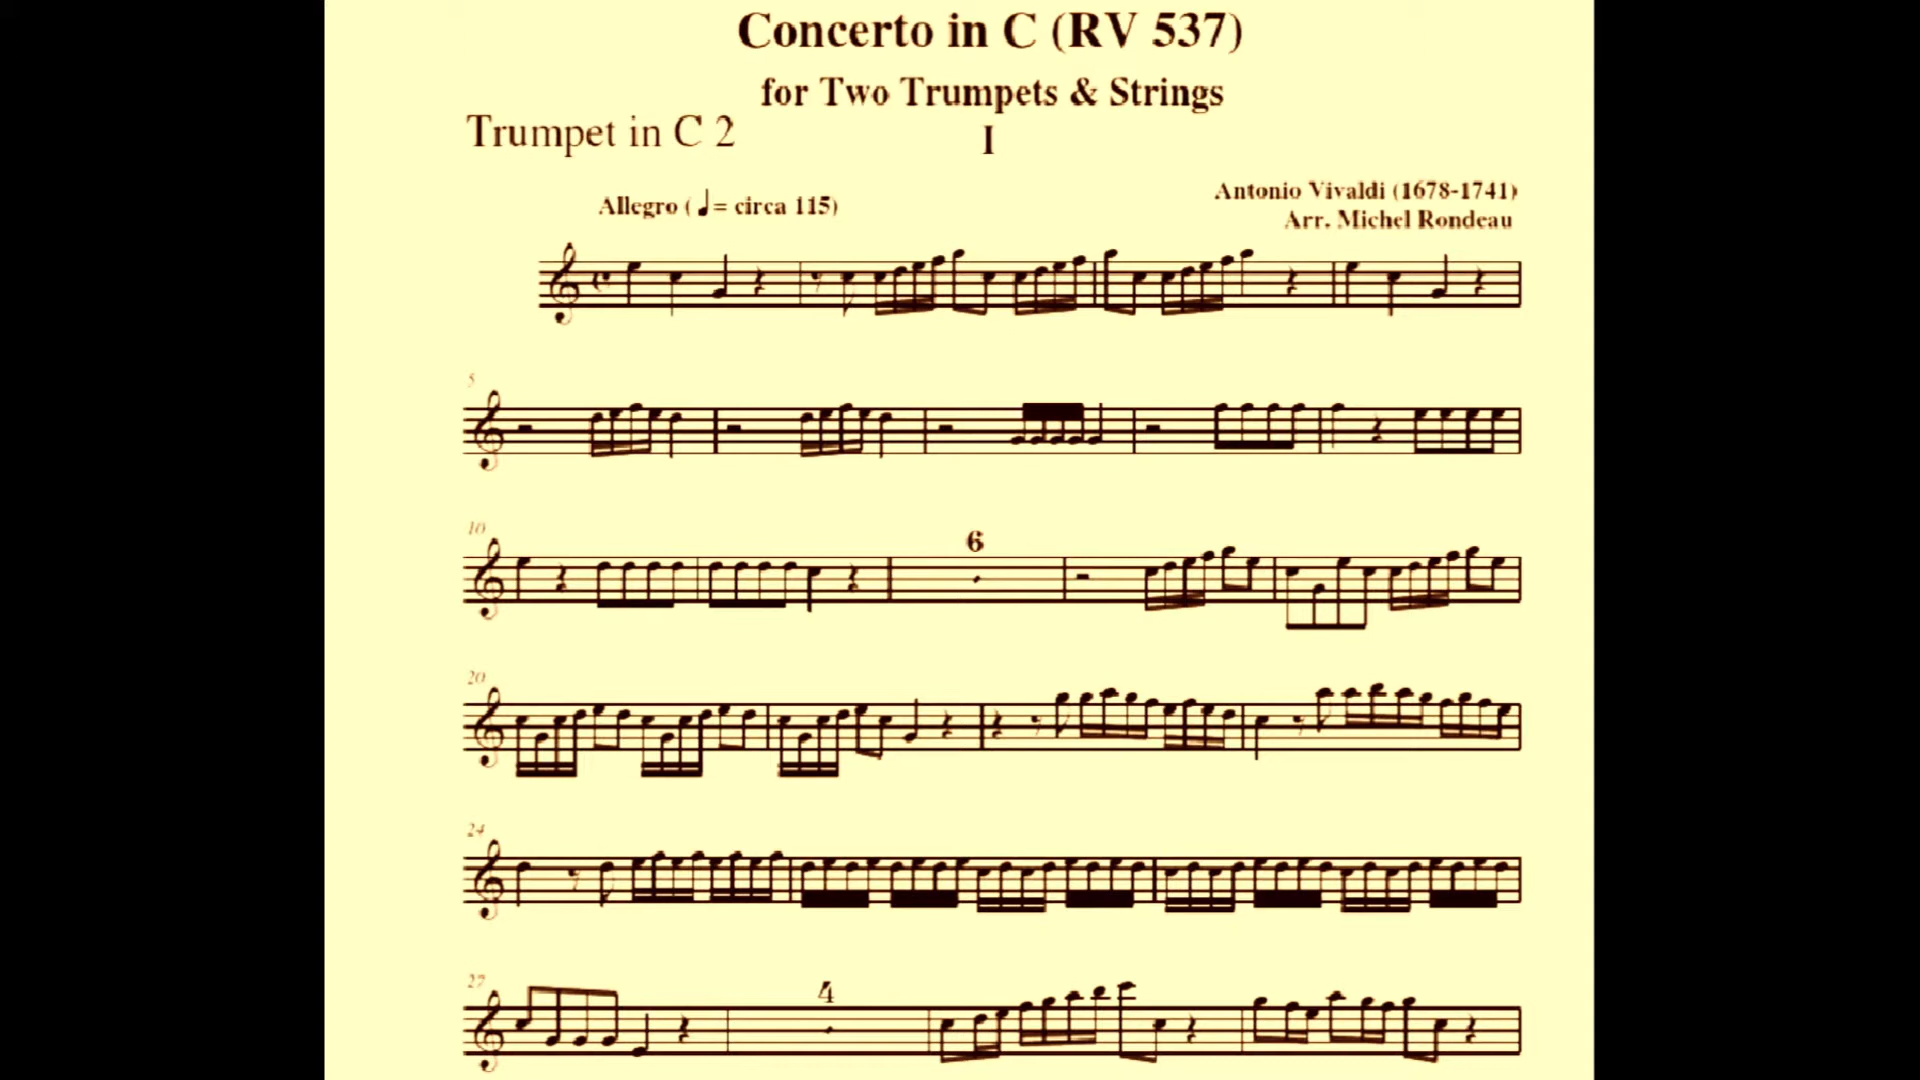 Concerto in C (RV 537)
for Two Trumpets & Strings
Trumpet in C 2
I
Antonio Vivaldi (1678-1741)
Allegro (♩= circa 115)
Arr. Michel Rondeau
5
10
6
20
24
27
4